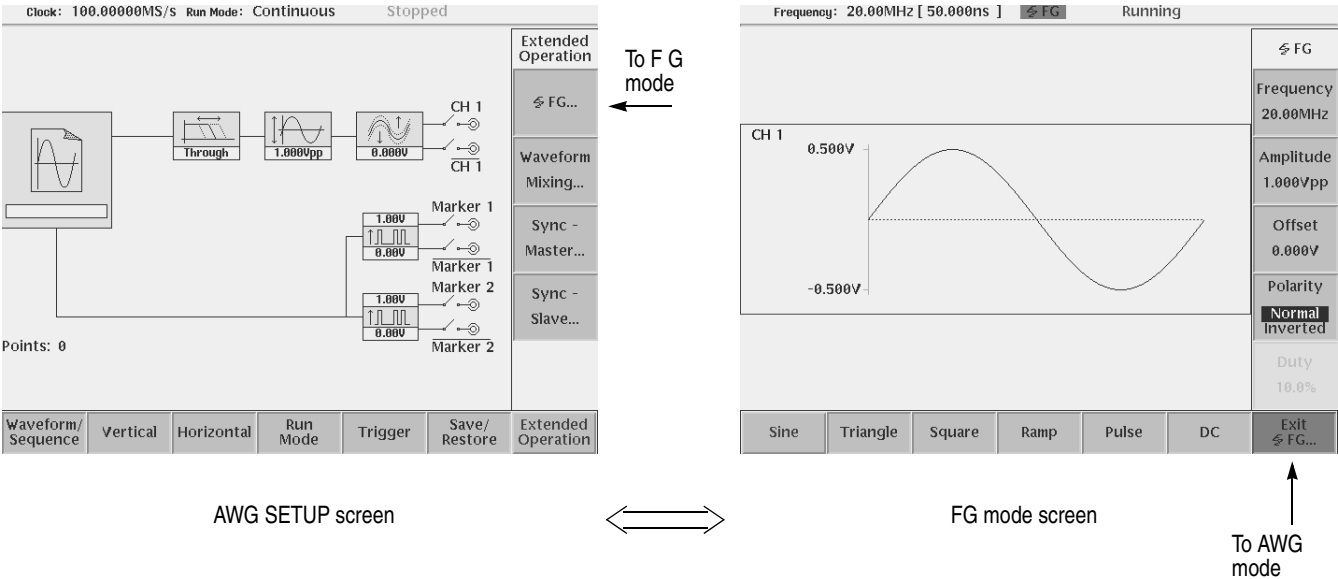 Clock: 100.00000MS/s Run Mode: Continuous Stopped
Extended
Operation
FG...
Waveform
Mixing...
Sync -
Master...
Sync -
Slave...
Through
1.000Vpp
0.000V
CH 1
CH 1
Marker 1
1.00V
0.00V
Marker 1
Marker 2
1.00V
0.00V
Marker 2
Points: 0
Waveform/
Sequence
Vertical
Horizontal
Run
Mode
Trigger
Save/
Restore
Extended
Operation
To F G
mode
Frequency: 20.00MHz [ 50.000ns ] FG Running
FG
Frequency
20.00MHz
Amplitude
1.000Vpp
Offset
0.000V
Polarity
Normal
Inverted
Duty
10.0%
CH 1
0.500V
-0.500V
Sine
Triangle
Square
Ramp
Pulse
DC
Exit
FG...
AWG SETUP screen
FG mode screen
To AWG
mode